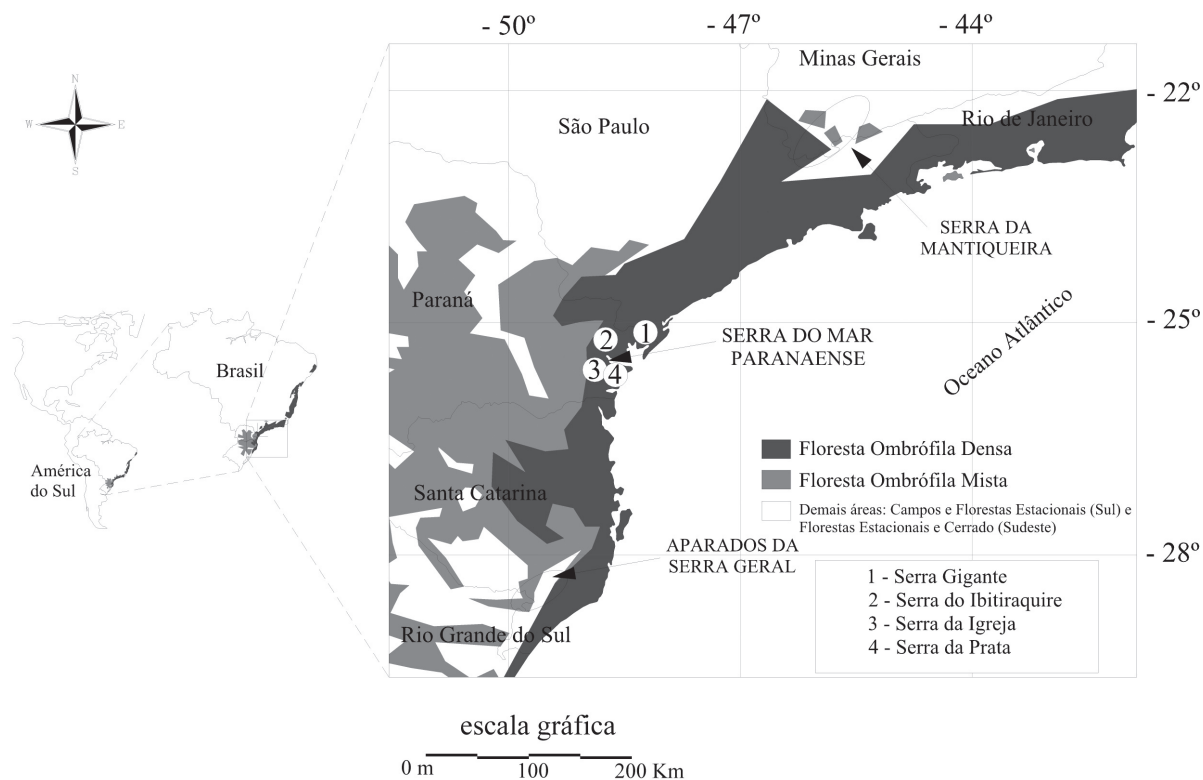 - 50º
- 47º
- 44º
N
W
E
S
Minas Gerais
- 22º
São Paulo
Rio de Janeiro
SERRA DA
MANTIQUEIRA
Paraná
Oceano Atlântico
- 25º
1
2
3
4
SERRA DO MAR
PARANAENSE
Brasil
América
do Sul
Floresta Ombrófila Densa
Floresta Ombrófila Mista
Demais áreas: Campos e Florestas Estacionais (Sul) e
Florestas Estacionais e Cerrado (Sudeste)
Santa Catarina
APARADOS DA
SERRA GERAL
- 28º
1 - Serra Gigante
2 - Serra do Ibitiraquire
3 - Serra da Igreja
4 - Serra da Prata
Rio Grande do Sul
escala gráfica
0 m
100
200 Km